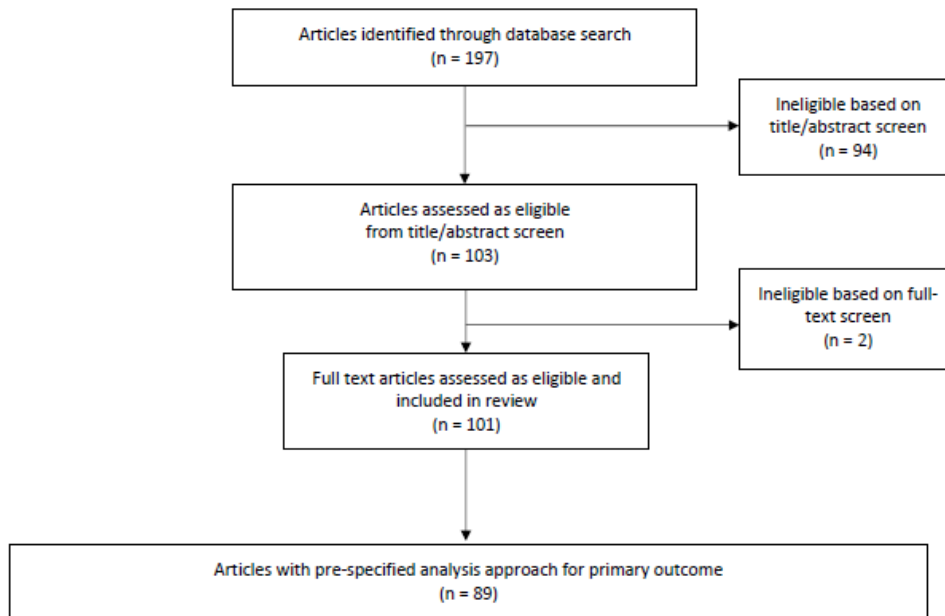 Articles identified through database search
(n = 197)
Ineligible based on
title/abstract screen
(n = 94)
Articles assessed as eligible
from title/abstract screen
(n = 103)
Ineligible based on full-
text screen
(n = 2)
Full text articles assessed as eligible and
included in review
(n = 101)
Articles with pre-specified analysis approach for primary outcome
(n = 89)